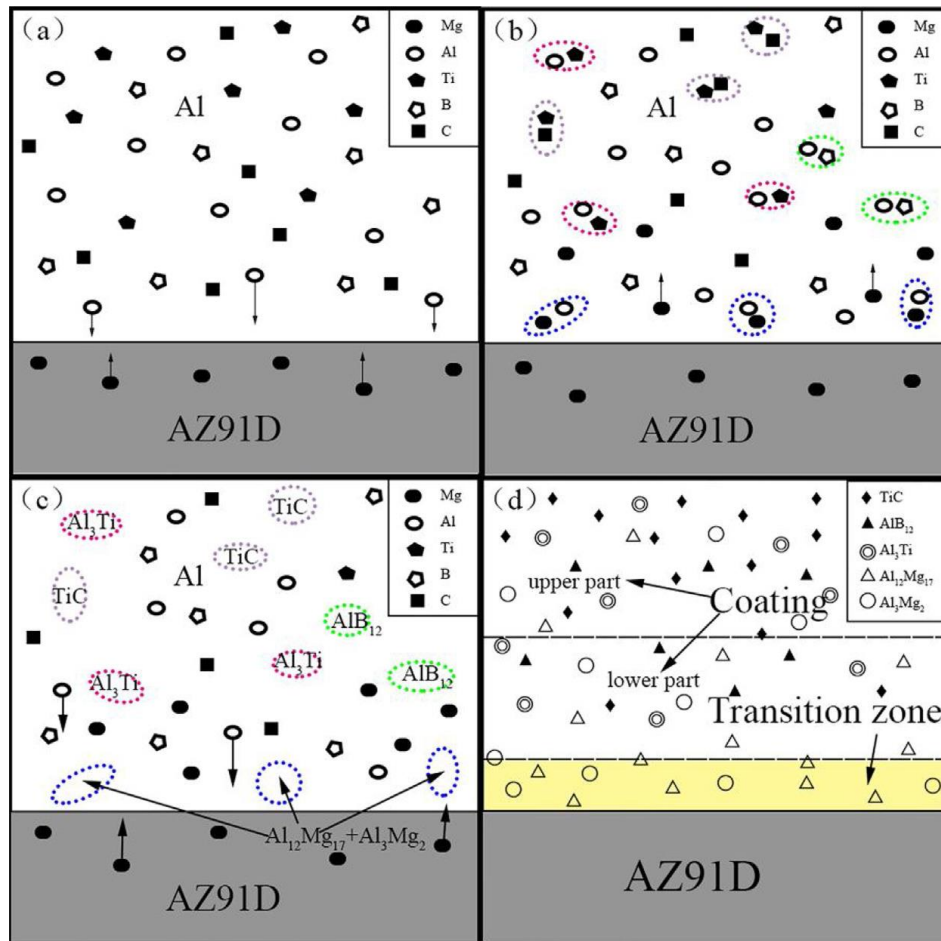 (a)
Mg
Al
Ti
B
C
Al
AZ91D
(b)
Mg
Al
Ti
B
C
Al
AZ91D
(c)
Mg
Al
Ti
B
C
TiC
Al₃Ti
TiC
TiC
Al
AlB₁₂
Al₃Ti
Al₃Ti
AlB₁₂
Al₁₂Mg₁₇+Al₃Mg₂
AZ91D
(d)
TiC
AlB₁₂
Al₃Ti
Al₁₂Mg₁₇
Al₃Mg₂
upper part
Coating
lower part
Transition zone
AZ91D